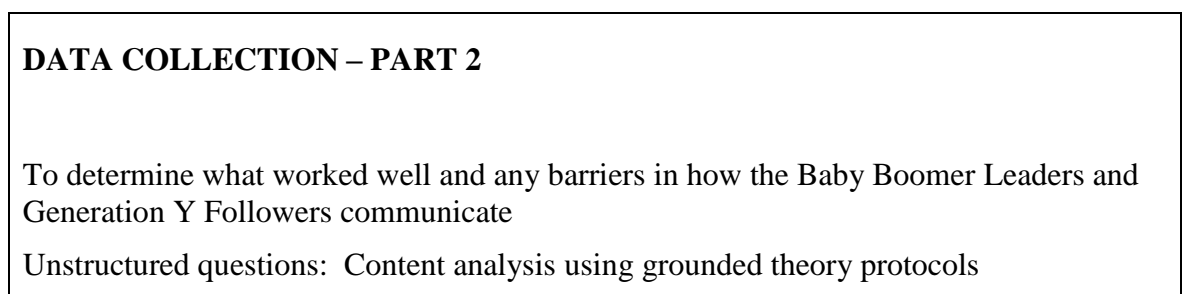 DATA COLLECTION – PART 2
To determine what worked well and any barriers in how the Baby Boomer Leaders and
Generation Y Followers communicate
Unstructured questions:  Content analysis using grounded theory protocols